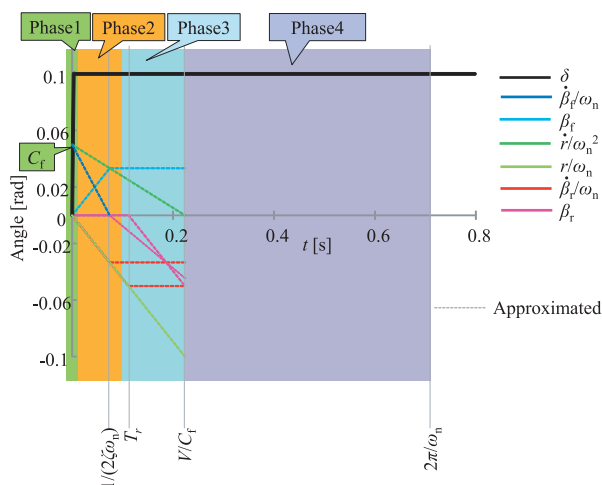 Phase1
Phase2
Phase3
Phase4
0.1
0.06
0.02
0
-0.02
-0.06
-0.1
Angle [rad]
C_f
0.2
0.4
0.6
0.8
t [s]
δ
β̇_f/ω_n
β_f
ṙ/ω_n²
r/ω_n
β̇_r/ω_n
β_r
Approximated
1/(2ζω_n)
T_r
V/C_f
2π/ω_n